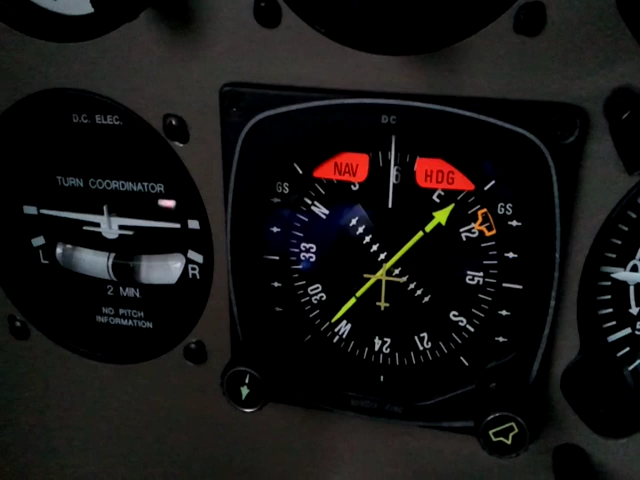 D.C. ELEC.
TURN COORDINATOR
L
R
2 MIN.
NO PITCH
INFORMATION
DC
NAV
HDG
GS
GS
3
6
E
12
15
S
21
24
W
30
33
N